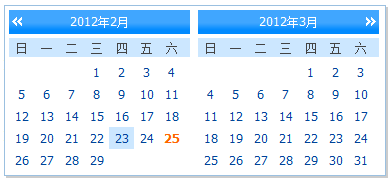 « 2012年2月
日 一 二 三 四 五 六
1 2 3 4
5 6 7 8 9 10 11
12 13 14 15 16 17 18
19 20 21 22 23 24 25
26 27 28 29
2012年3月 »
日 一 二 三 四 五 六
1 2 3
4 5 6 7 8 9 10
11 12 13 14 15 16 17
18 19 20 21 22 23 24
25 26 27 28 29 30 31